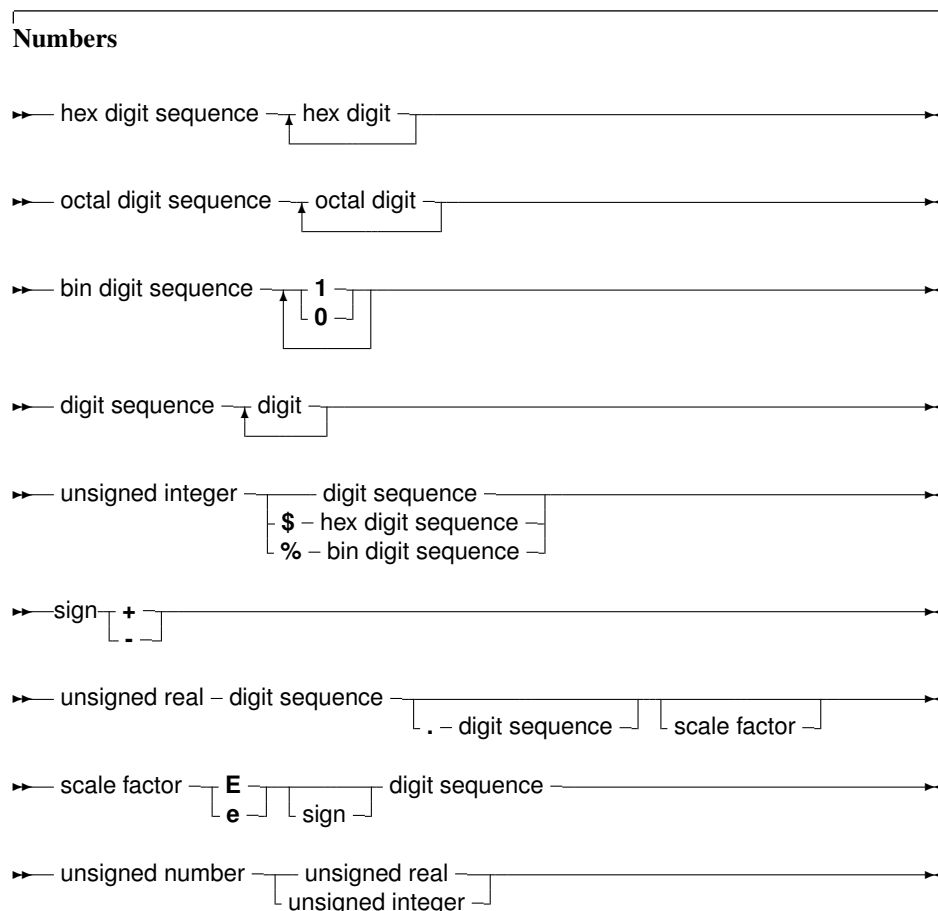 Numbers
hex digit sequence hex digit
octal digit sequence octal digit
bin digit sequence 1
0
digit sequence digit
unsigned integer digit sequence
$ hex digit sequence
% bin digit sequence
sign +
-
unsigned real digit sequence
. digit sequence scale factor
scale factor E digit sequence
e sign
unsigned number unsigned real
unsigned integer